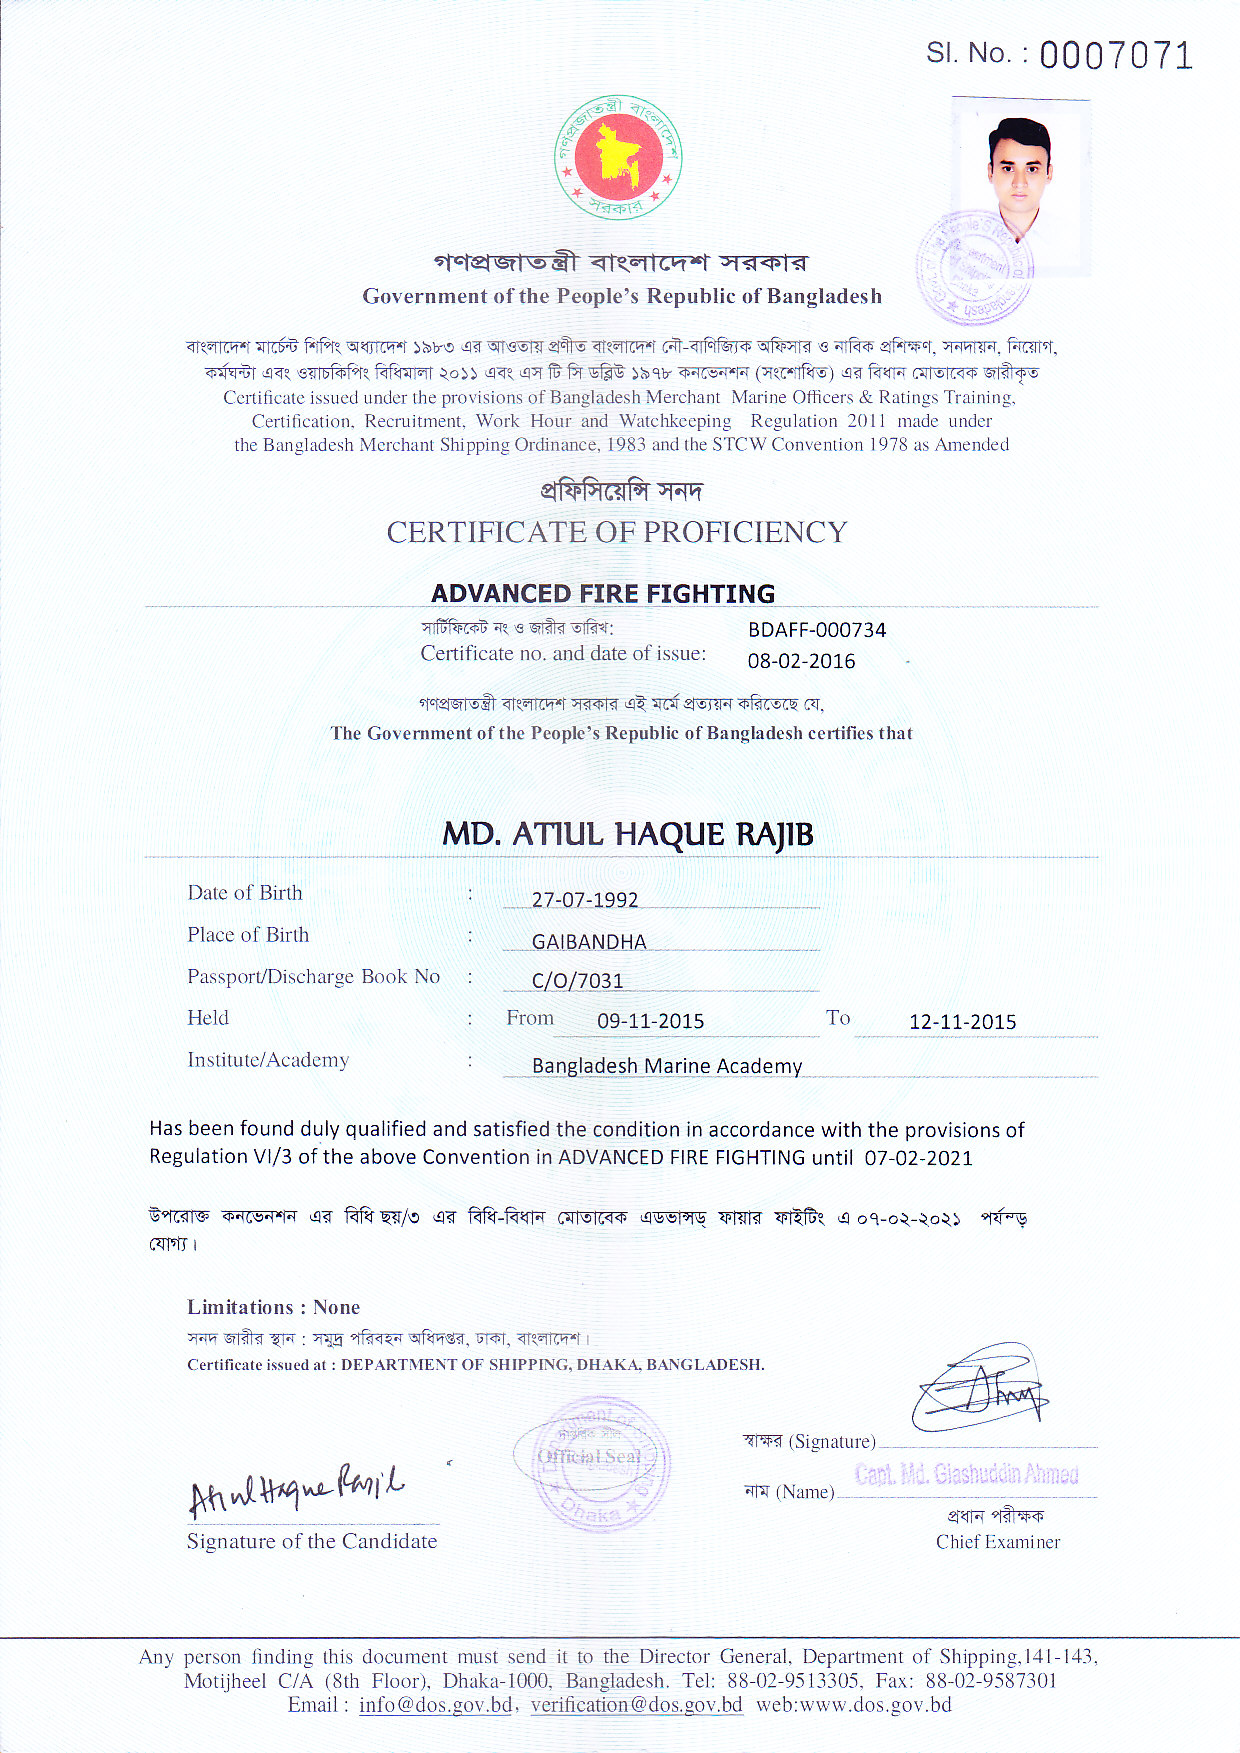 Sl. No. : 0007071
গণপ্রজাতন্ত্রী বাংলাদেশ
সরকার
গণপ্রজাতন্ত্রী বাংলাদেশ সরকার
Government of the People's Republic of Bangladesh
বাংলাদেশ মার্চেন্ট শিপিং অধ্যাদেশ ১৯৮৩ এর আওতায় প্রণীত বাংলাদেশ নৌ-বাণিজ্যিক অফিসার ও নাবিক প্রশিক্ষণ, সনদায়ন, নিয়োগ,
কর্মঘন্টা এবং ওয়াচকিপিং বিধিমালা ২০১১ এবং এস টি সি ডব্লিউ ১৯৭৮ কনভেনশন (সংশোধিত) এর বিধান মোতাবেক জারীকৃত
Certificate issued under the provisions of Bangladesh Merchant Marine Officers & Ratings Training,
Certification, Recruitment, Work Hour and Watchkeeping Regulation 2011 made under
the Bangladesh Merchant Shipping Ordinance, 1983 and the STCW Convention 1978 as Amended
প্রফিসিয়েন্সি সনদ
CERTIFICATE OF PROFICIENCY
ADVANCED FIRE FIGHTING
সার্টিফিকেট নং ও জারীর তারিখ: BDAFF-000734
Certificate no. and date of issue: 08-02-2016
গণপ্রজাতন্ত্রী বাংলাদেশ সরকার এই মর্মে প্রত্যয়ন করিতেছে যে,
The Government of the People's Republic of Bangladesh certifies that
MD. ATIUL HAQUE RAJIB
Date of Birth : 27-07-1992
Place of Birth : GAIBANDHA
Passport/Discharge Book No : C/O/7031
Held : From 09-11-2015 To 12-11-2015
Institute/Academy : Bangladesh Marine Academy
Has been found duly qualified and satisfied the condition in accordance with the provisions of
Regulation VI/3 of the above Convention in ADVANCED FIRE FIGHTING until 07-02-2021
উপরোক্ত কনভেনশন এর বিধি ছয়/৩ এর বিধি-বিধান মোতাবেক এডভান্সড্ ফায়ার ফাইটিং এ ০৭-০২-২০২১ পর্যন্ড়
যোগ্য।
Limitations : None
সনদ জারীর স্থান : সমুদ্র পরিবহন অধিদপ্তর, ঢাকা, বাংলাদেশ।
Certificate issued at : DEPARTMENT OF SHIPPING, DHAKA, BANGLADESH.
Official Seal
Dhaka
স্বাক্ষর (Signature)
Capt. Md. Giashuddin Ahmed
নাম (Name)
প্রধান পরীক্ষক
Chief Examiner
Atiul Haque Rajib
Signature of the Candidate
Any person finding this document must send it to the Director General, Department of Shipping,141-143,
Motijheel C/A (8th Floor), Dhaka-1000, Bangladesh. Tel: 88-02-9513305, Fax: 88-02-9587301
Email : info@dos.gov.bd, verification@dos.gov.bd web:www.dos.gov.bd